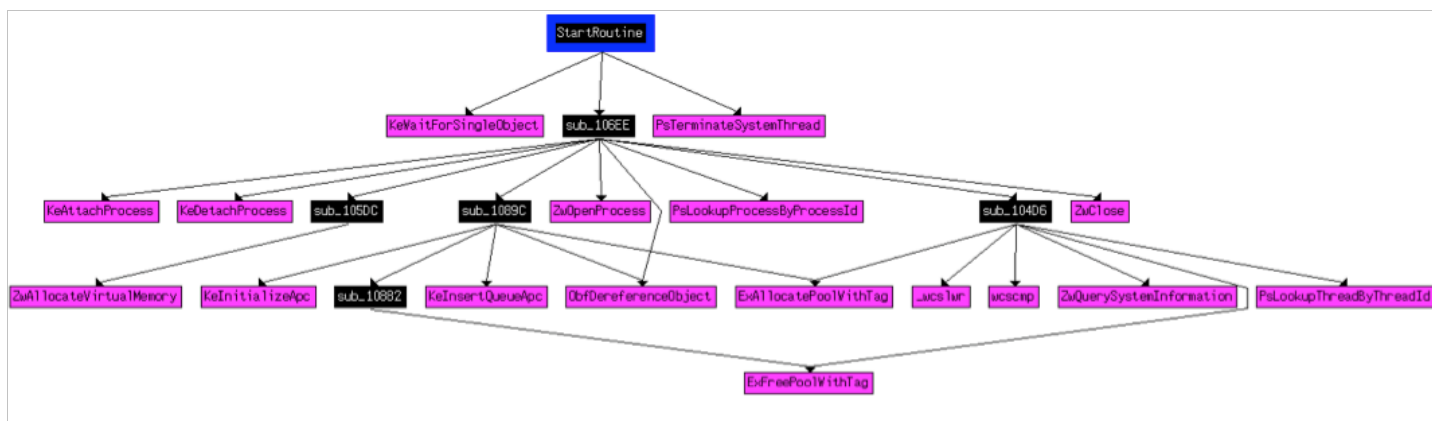 StartRoutine
KeWaitForSingleObject sub_106EE PsTerminateSystemThread
KeAttachProcess KeDetachProcess sub_105DC sub_1089C ZwOpenProcess PsLookupProcessByProcessId sub_104D6 ZwClose
ZwAllocateVirtualMemory KeInitializeApc sub_10882 KeInsertQueueApc ObfDereferenceObject ExAllocatePoolWithTag _wcslwr wcscmp ZwQuerySystemInformation PsLookupThreadByThreadId
ExFreePoolWithTag